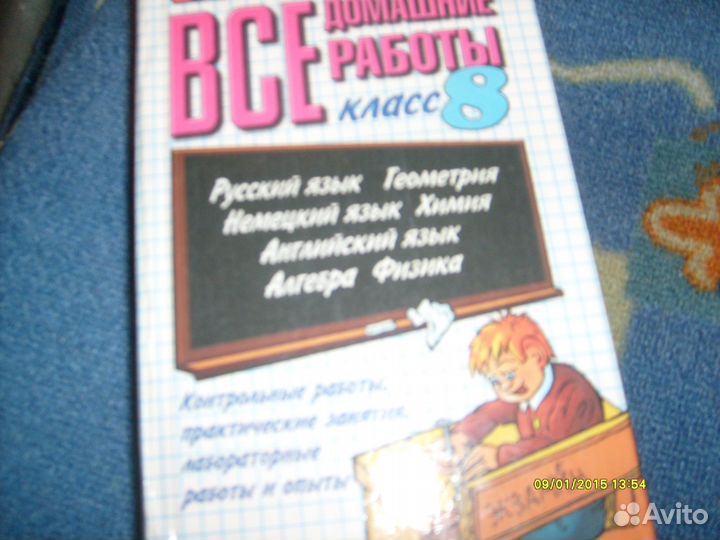 ВСЕ ДОМАШНИЕ
РАБОТЫ
класс 8
Русский язык Геометрия
Немецкий язык Химия
Английский язык
Алгебра Физика
Контрольные работы,
практические занятия,
лабораторные
работы и опыты
ЭКЗАМЕН
09/01/2015 13:54
Avito